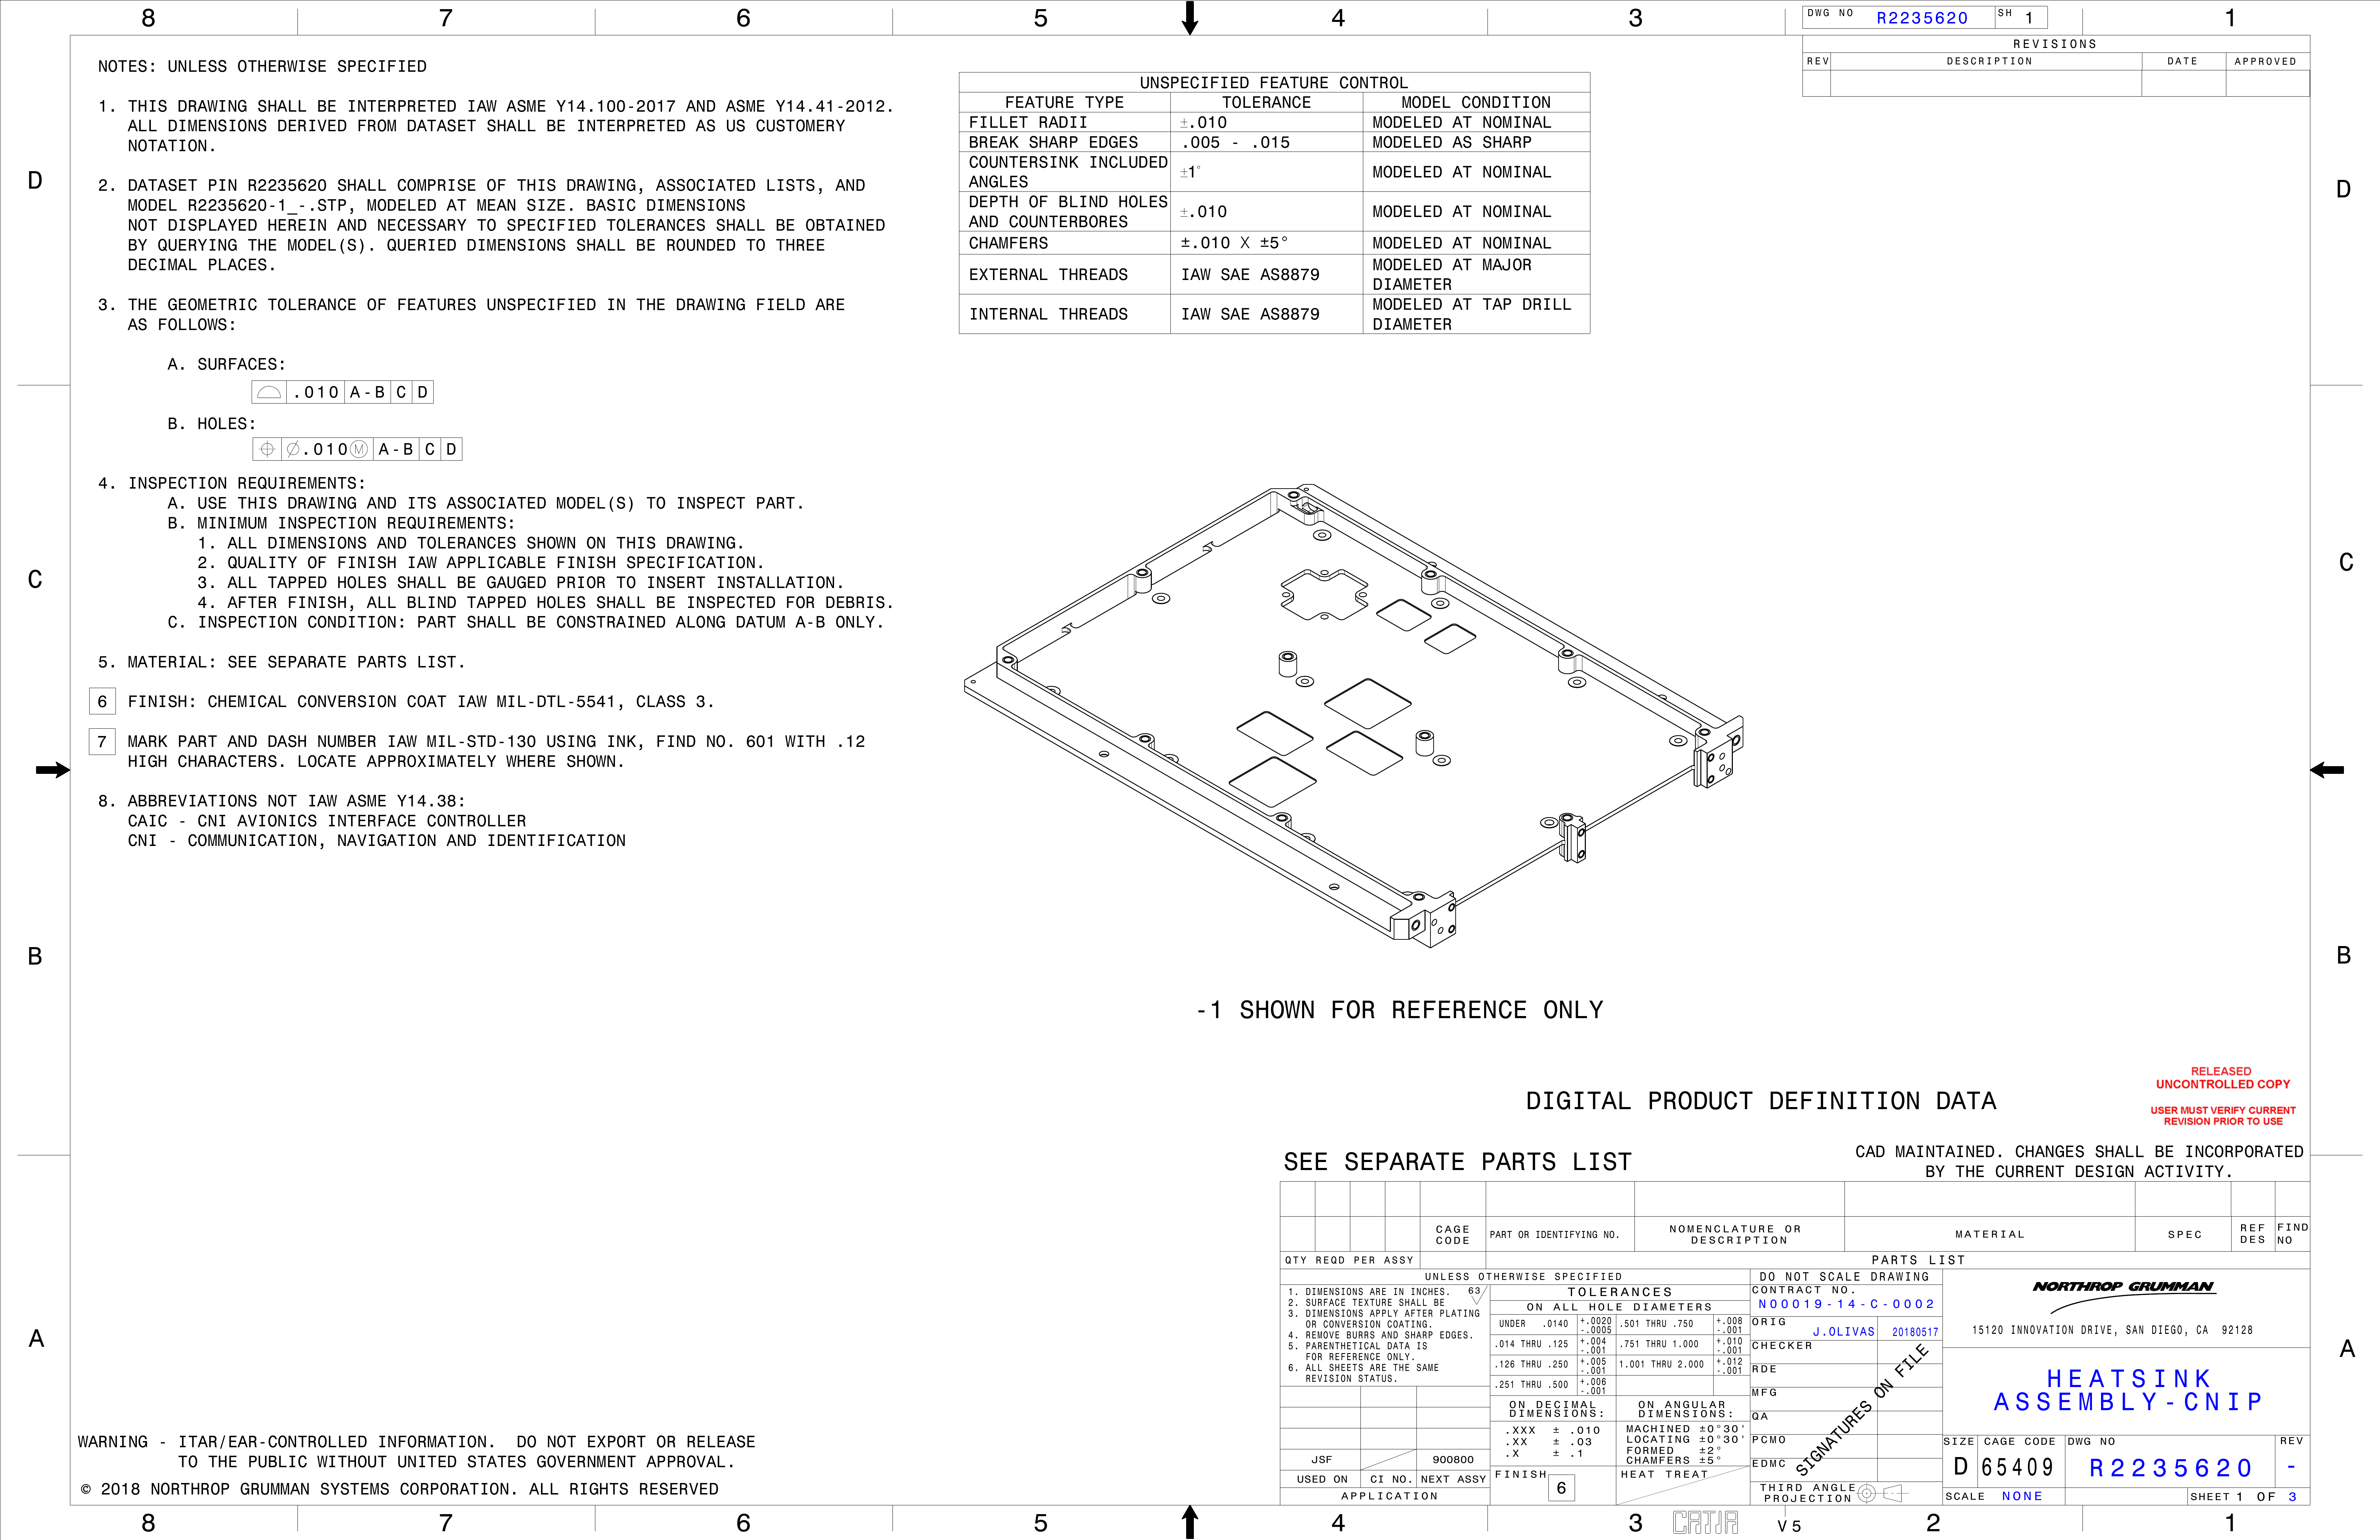 8 7 6 5 4 3 1
DWG NO R2235620 SH 1
REVISIONS
REV DESCRIPTION DATE APPROVED
NOTES: UNLESS OTHERWISE SPECIFIED
1. THIS DRAWING SHALL BE INTERPRETED IAW ASME Y14.100-2017 AND ASME Y14.41-2012.
ALL DIMENSIONS DERIVED FROM DATASET SHALL BE INTERPRETED AS US CUSTOMERY
NOTATION.
2. DATASET PIN R2235620 SHALL COMPRISE OF THIS DRAWING, ASSOCIATED LISTS, AND
MODEL R2235620-1_-.STP, MODELED AT MEAN SIZE. BASIC DIMENSIONS
NOT DISPLAYED HEREIN AND NECESSARY TO SPECIFIED TOLERANCES SHALL BE OBTAINED
BY QUERYING THE MODEL(S). QUERIED DIMENSIONS SHALL BE ROUNDED TO THREE
DECIMAL PLACES.
3. THE GEOMETRIC TOLERANCE OF FEATURES UNSPECIFIED IN THE DRAWING FIELD ARE
AS FOLLOWS:
A. SURFACES:
⌓ .010 A-B C D
B. HOLES:
⌖ ∅.010Ⓜ A-B C D
4. INSPECTION REQUIREMENTS:
A. USE THIS DRAWING AND ITS ASSOCIATED MODEL(S) TO INSPECT PART.
B. MINIMUM INSPECTION REQUIREMENTS:
1. ALL DIMENSIONS AND TOLERANCES SHOWN ON THIS DRAWING.
2. QUALITY OF FINISH IAW APPLICABLE FINISH SPECIFICATION.
3. ALL TAPPED HOLES SHALL BE GAUGED PRIOR TO INSERT INSTALLATION.
4. AFTER FINISH, ALL BLIND TAPPED HOLES SHALL BE INSPECTED FOR DEBRIS.
C. INSPECTION CONDITION: PART SHALL BE CONSTRAINED ALONG DATUM A-B ONLY.
5. MATERIAL: SEE SEPARATE PARTS LIST.
6 FINISH: CHEMICAL CONVERSION COAT IAW MIL-DTL-5541, CLASS 3.
7 MARK PART AND DASH NUMBER IAW MIL-STD-130 USING INK, FIND NO. 601 WITH .12
HIGH CHARACTERS. LOCATE APPROXIMATELY WHERE SHOWN.
8. ABBREVIATIONS NOT IAW ASME Y14.38:
CAIC - CNI AVIONICS INTERFACE CONTROLLER
CNI - COMMUNICATION, NAVIGATION AND IDENTIFICATION
UNSPECIFIED FEATURE CONTROL
FEATURE TYPE TOLERANCE MODEL CONDITION
FILLET RADII ±.010 MODELED AT NOMINAL
BREAK SHARP EDGES .005 - .015 MODELED AS SHARP
COUNTERSINK INCLUDED
ANGLES ±1° MODELED AT NOMINAL
DEPTH OF BLIND HOLES
AND COUNTERBORES ±.010 MODELED AT NOMINAL
CHAMFERS ±.010 X ±5° MODELED AT NOMINAL
EXTERNAL THREADS IAW SAE AS8879 MODELED AT MAJOR
DIAMETER
INTERNAL THREADS IAW SAE AS8879 MODELED AT TAP DRILL
DIAMETER
D D
C C
B B
A A
-1 SHOWN FOR REFERENCE ONLY
DIGITAL PRODUCT DEFINITION DATA
RELEASED
UNCONTROLLED COPY
USER MUST VERIFY CURRENT
REVISION PRIOR TO USE
SEE SEPARATE PARTS LIST
CAD MAINTAINED. CHANGES SHALL BE INCORPORATED
BY THE CURRENT DESIGN ACTIVITY.
CAGE
CODE
PART OR IDENTIFYING NO.
NOMENCLATURE OR
DESCRIPTION
MATERIAL
SPEC
REF
DES
FIND
NO
QTY REQD PER ASSY
PARTS LIST
UNLESS OTHERWISE SPECIFIED
1. DIMENSIONS ARE IN INCHES. 63
2. SURFACE TEXTURE SHALL BE
3. DIMENSIONS APPLY AFTER PLATING
OR CONVERSION COATING.
4. REMOVE BURRS AND SHARP EDGES.
5. PARENTHETICAL DATA IS
FOR REFERENCE ONLY.
6. ALL SHEETS ARE THE SAME
REVISION STATUS.
JSF 900800
USED ON CI NO. NEXT ASSY
APPLICATION
TOLERANCES
ON ALL HOLE DIAMETERS
UNDER .0140 +.0020 -.0005 .501 THRU .750 +.008 -.001
.014 THRU .125 +.004 -.001 .751 THRU 1.000 +.010 -.001
.126 THRU .250 +.005 -.001 1.001 THRU 2.000 +.012 -.001
.251 THRU .500 +.006 -.001
ON DECIMAL
DIMENSIONS:
.XXX ± .010
.XX ± .03
.X ± .1
ON ANGULAR
DIMENSIONS:
MACHINED ±0°30'
LOCATING ±0°30'
FORMED ±2°
CHAMFERS ±5°
FINISH 6
HEAT TREAT
DO NOT SCALE DRAWING
CONTRACT NO.
N00019-14-C-0002
ORIG
J.OLIVAS 20180517
CHECKER
RDE
MFG
QA
PCMO
EDMC
SIGNATURES ON FILE
THIRD ANGLE
PROJECTION
NORTHROP GRUMMAN
15120 INNOVATION DRIVE, SAN DIEGO, CA 92128
HEATSINK
ASSEMBLY-CNIP
SIZE CAGE CODE DWG NO REV
D 65409 R2235620 -
SCALE NONE SHEET 1 OF 3
WARNING - ITAR/EAR-CONTROLLED INFORMATION. DO NOT EXPORT OR RELEASE
TO THE PUBLIC WITHOUT UNITED STATES GOVERNMENT APPROVAL.
© 2018 NORTHROP GRUMMAN SYSTEMS CORPORATION. ALL RIGHTS RESERVED
8 7 6 5 4 3 CATIA V5 2 1